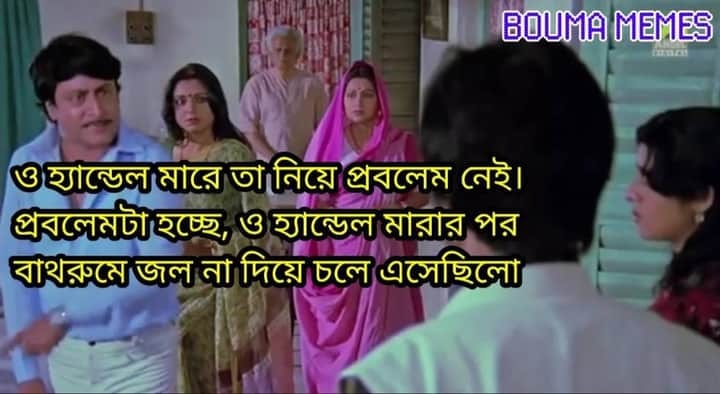 BOUMA MEMES
ও হ্যান্ডেল মারে তা নিয়ে প্রবলেম নেই।
প্রবলেমটা হচ্ছে, ও হ্যান্ডেল মারার পর
বাথরুমে জল না দিয়ে চলে এসেছিলো